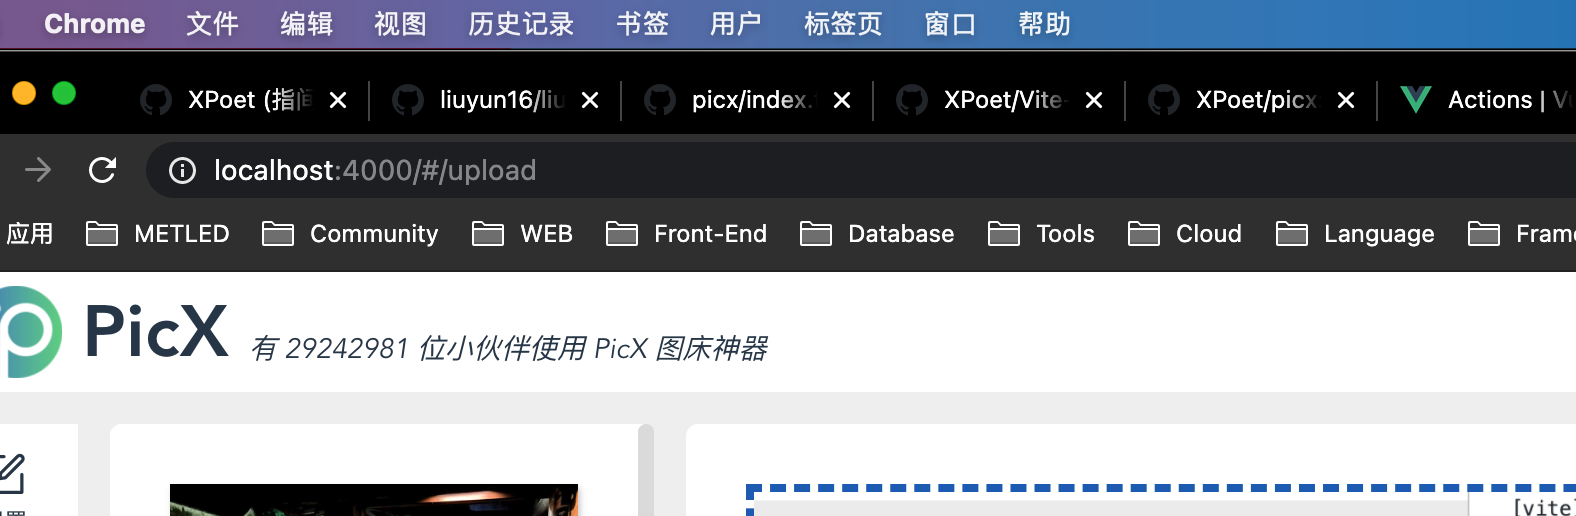 Chrome 文件 编辑 视图 历史记录 书签 用户 标签页 窗口 帮助
XPoet (指 liuyun16/liu picx/index. XPoet/Vite- XPoet/picx Actions | Vu
localhost:4000/#/upload
应用 METLED Community WEB Front-End Database Tools Cloud Language Frame
PicX 有 29242981 位小伙伴使用 PicX 图床神器
[vite]